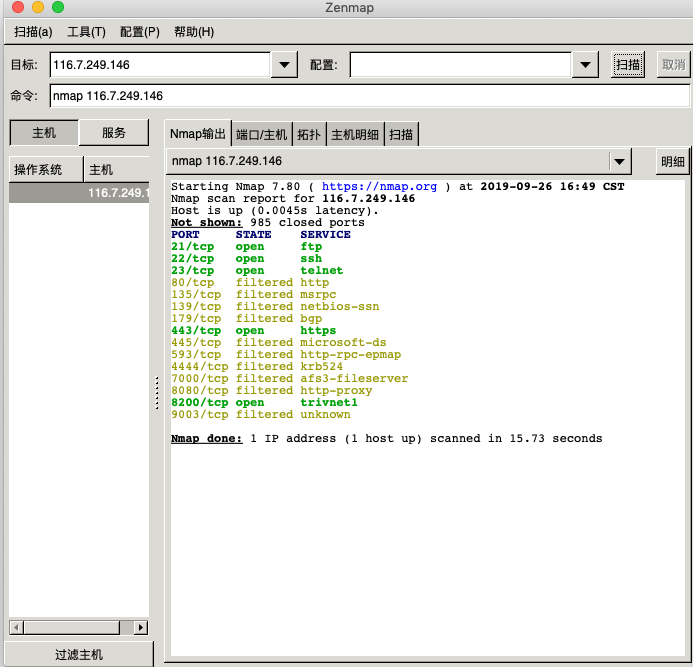 Zenmap
扫描(a) 工具(T) 配置(P) 帮助(H)
目标: 116.7.249.146 配置: 扫描 取消
命令: nmap 116.7.249.146
主机 服务 Nmap输出 端口/主机 拓扑 主机明细 扫描
操作系统 主机 nmap 116.7.249.146 明细
116.7.249.1
Starting Nmap 7.80 ( https://nmap.org ) at 2019-09-26 16:49 CST
Nmap scan report for 116.7.249.146
Host is up (0.0045s latency).
Not shown: 985 closed ports
PORT STATE SERVICE
21/tcp open ftp
22/tcp open ssh
23/tcp open telnet
80/tcp filtered http
135/tcp filtered msrpc
139/tcp filtered netbios-ssn
179/tcp filtered bgp
443/tcp open https
445/tcp filtered microsoft-ds
593/tcp filtered http-rpc-epmap
4444/tcp filtered krb524
7000/tcp filtered afs3-fileserver
8080/tcp filtered http-proxy
8200/tcp open trivnet1
9003/tcp filtered unknown
Nmap done: 1 IP address (1 host up) scanned in 15.73 seconds
过滤主机